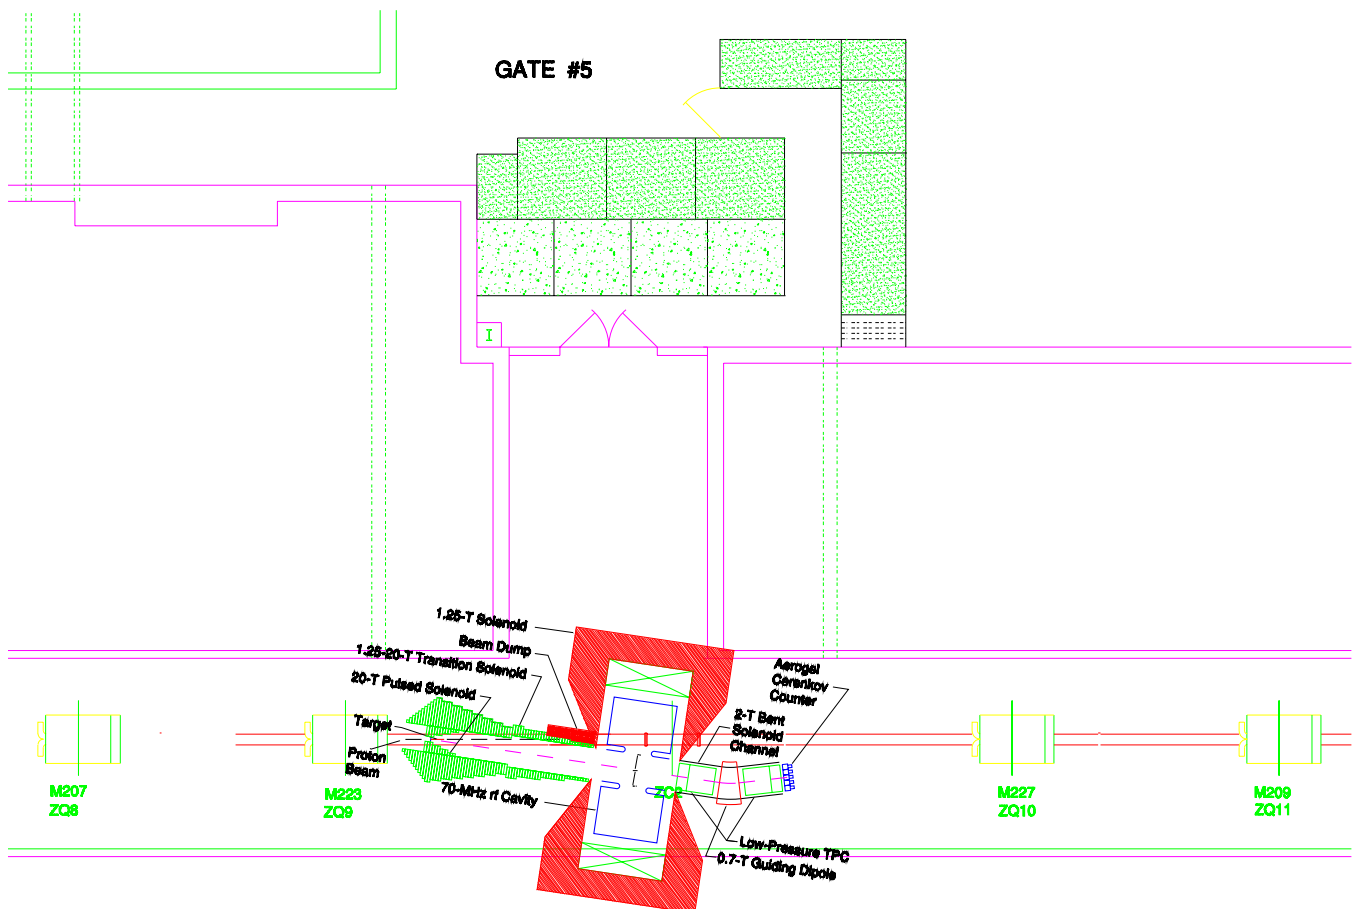 GATE #5
I
1.25-T Solenoid
Beam Dump
1.25-20-T Transition Solenoid
20-T Pulsed Solenoid
Target
Proton
Beam
70-MHz rf Cavity
Aerogel
Cerenkov
Counter
2-T Bent
Solenoid
Channel
ZC2
Low-Pressure TPC
0.7-T Guiding Dipole
M207
ZQ8
M223
ZQ9
M227
ZQ10
M209
ZQ11